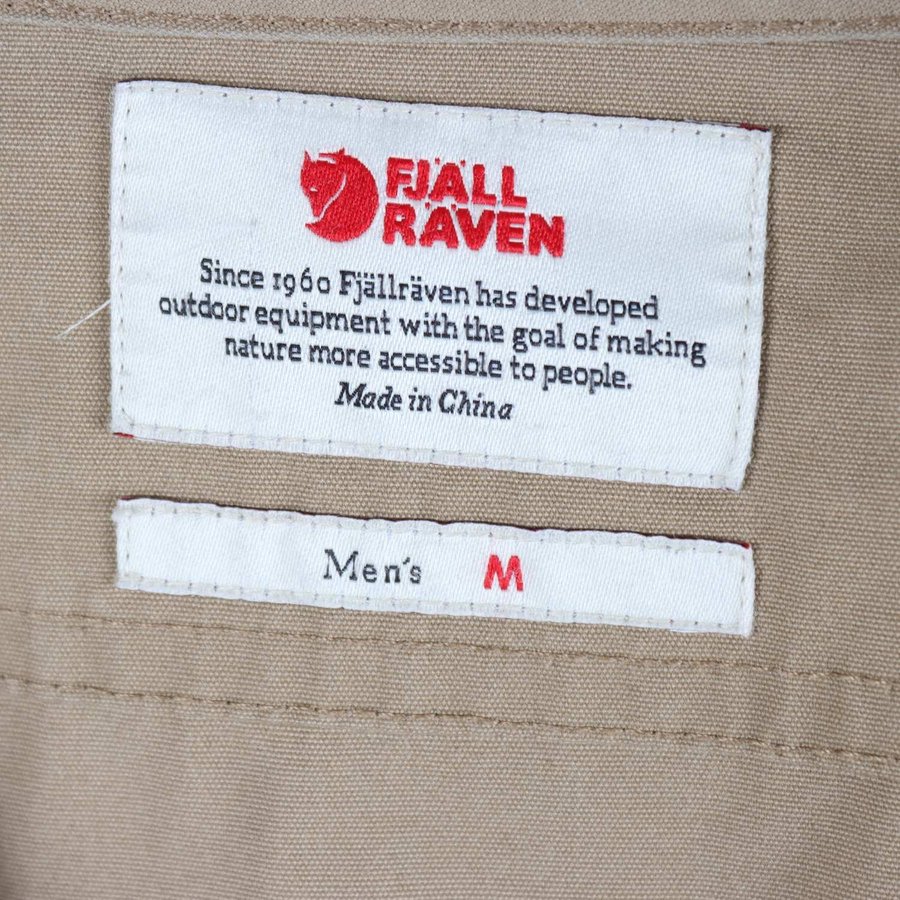 FJÄLL
RÄVEN
Since 1960 Fjällräven has developed
outdoor equipment with the goal of making
nature more accessible to people.
Made in China
Men's M